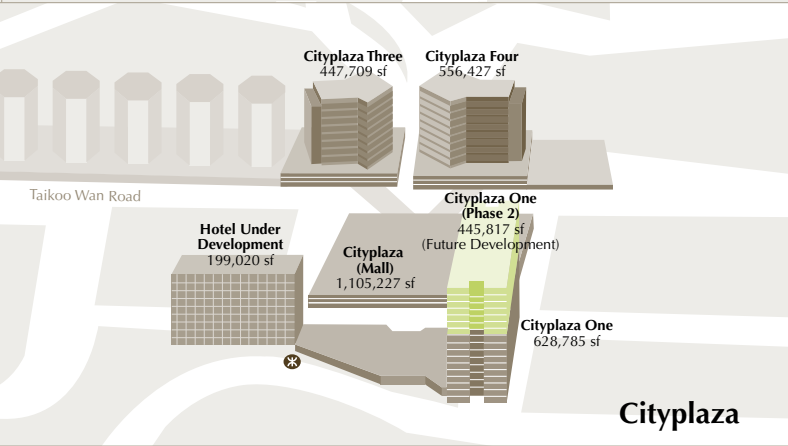 Cityplaza Three
447,709 sf
Cityplaza Four
556,427 sf
Taikoo Wan Road
Cityplaza One
(Phase 2)
445,817 sf
(Future Development)
Hotel Under
Development
199,020 sf
Cityplaza
(Mall)
1,105,227 sf
Cityplaza One
628,785 sf
Cityplaza